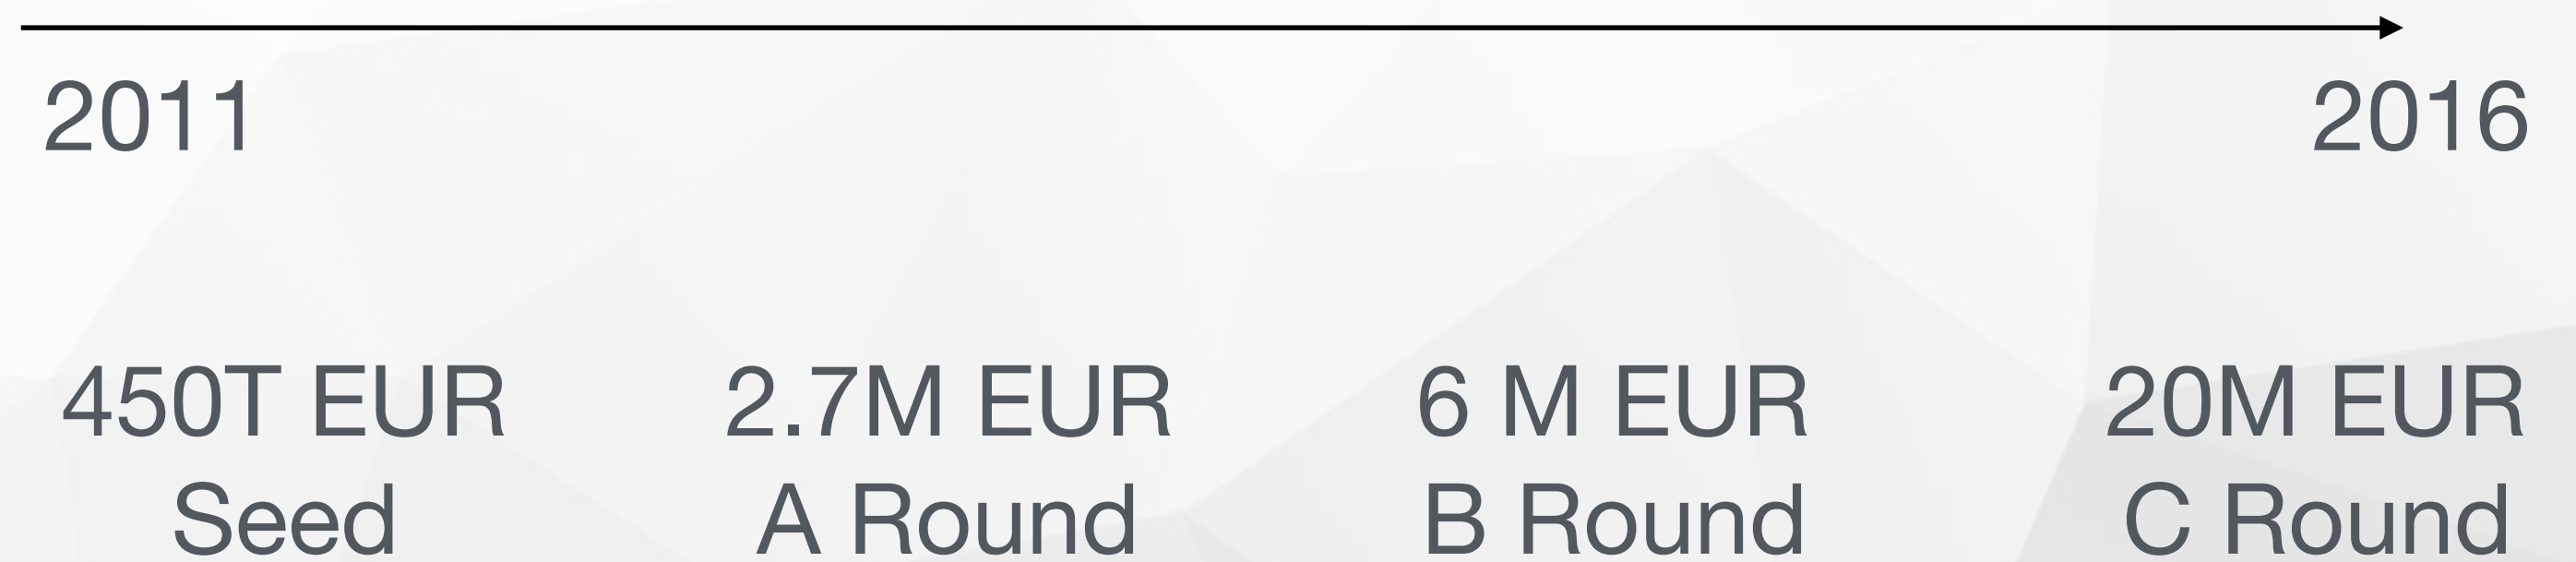 2011 2016
450T EUR 2.7M EUR 6 M EUR 20M EUR
Seed A Round B Round C Round